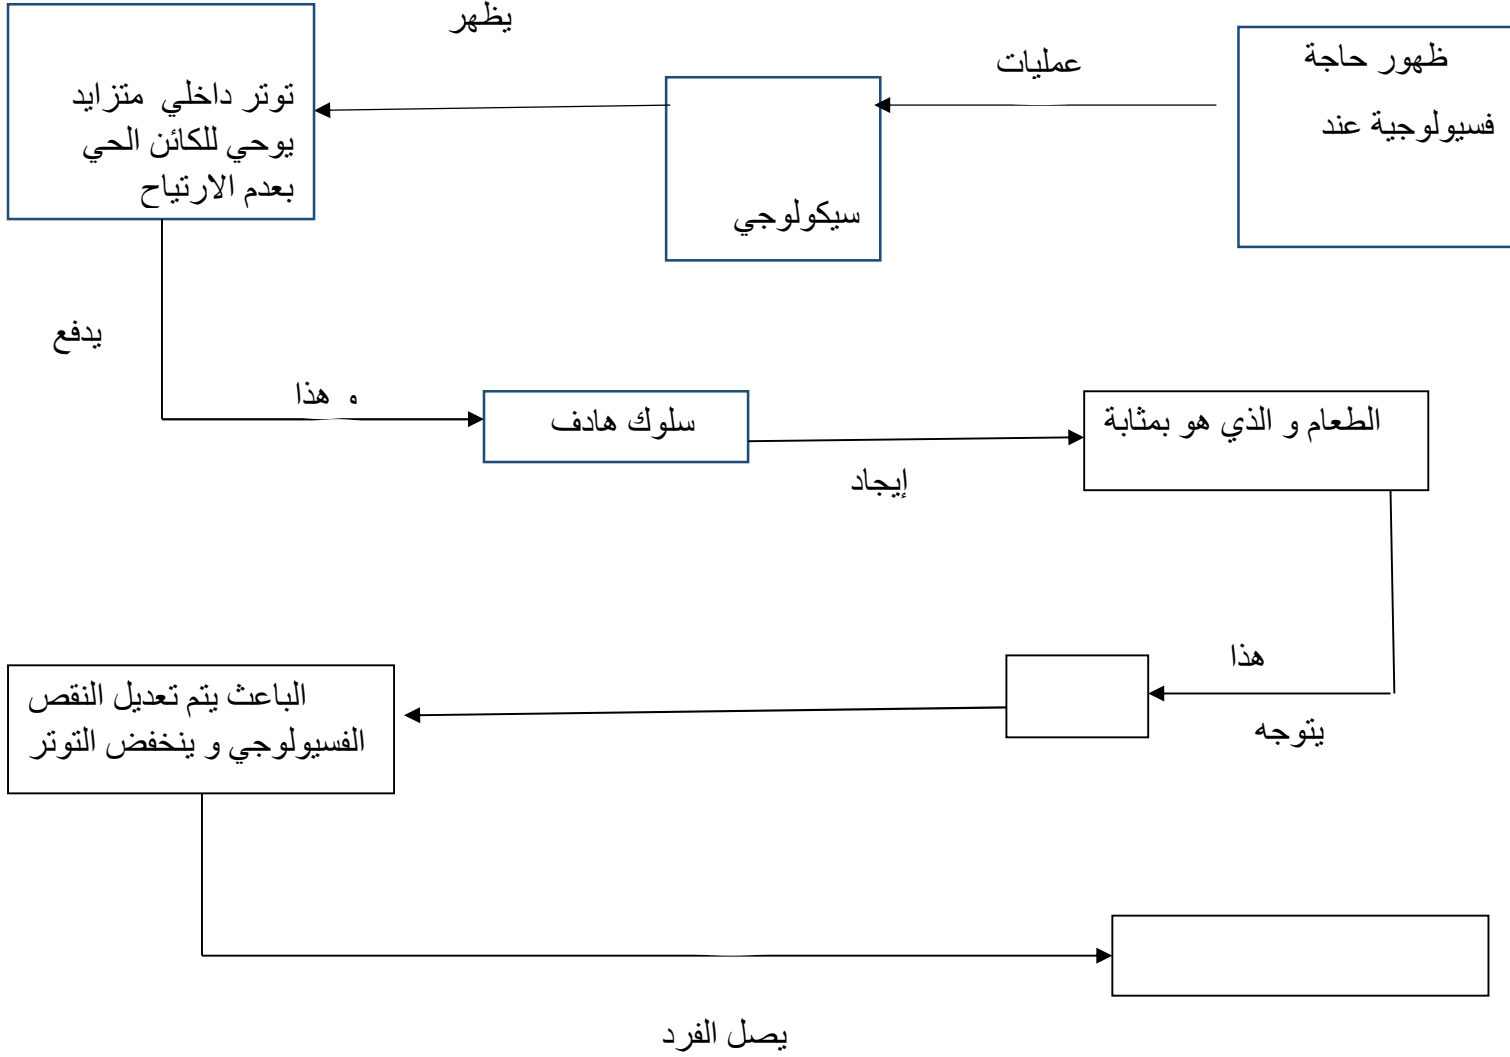 ظهور حاجة
فسيولوجية عند
عمليات
سيكولوجي
يظهر
توتر داخلي متزايد
يوحي للكائن الحي
بعدم الارتياح
يدفع
و هذا
سلوك هادف
إيجاد
الطعام و الذي هو بمثابة
هذا
يتوجه
الباعث يتم تعديل النقص
الفسيولوجي و ينخفض التوتر
يصل الفرد